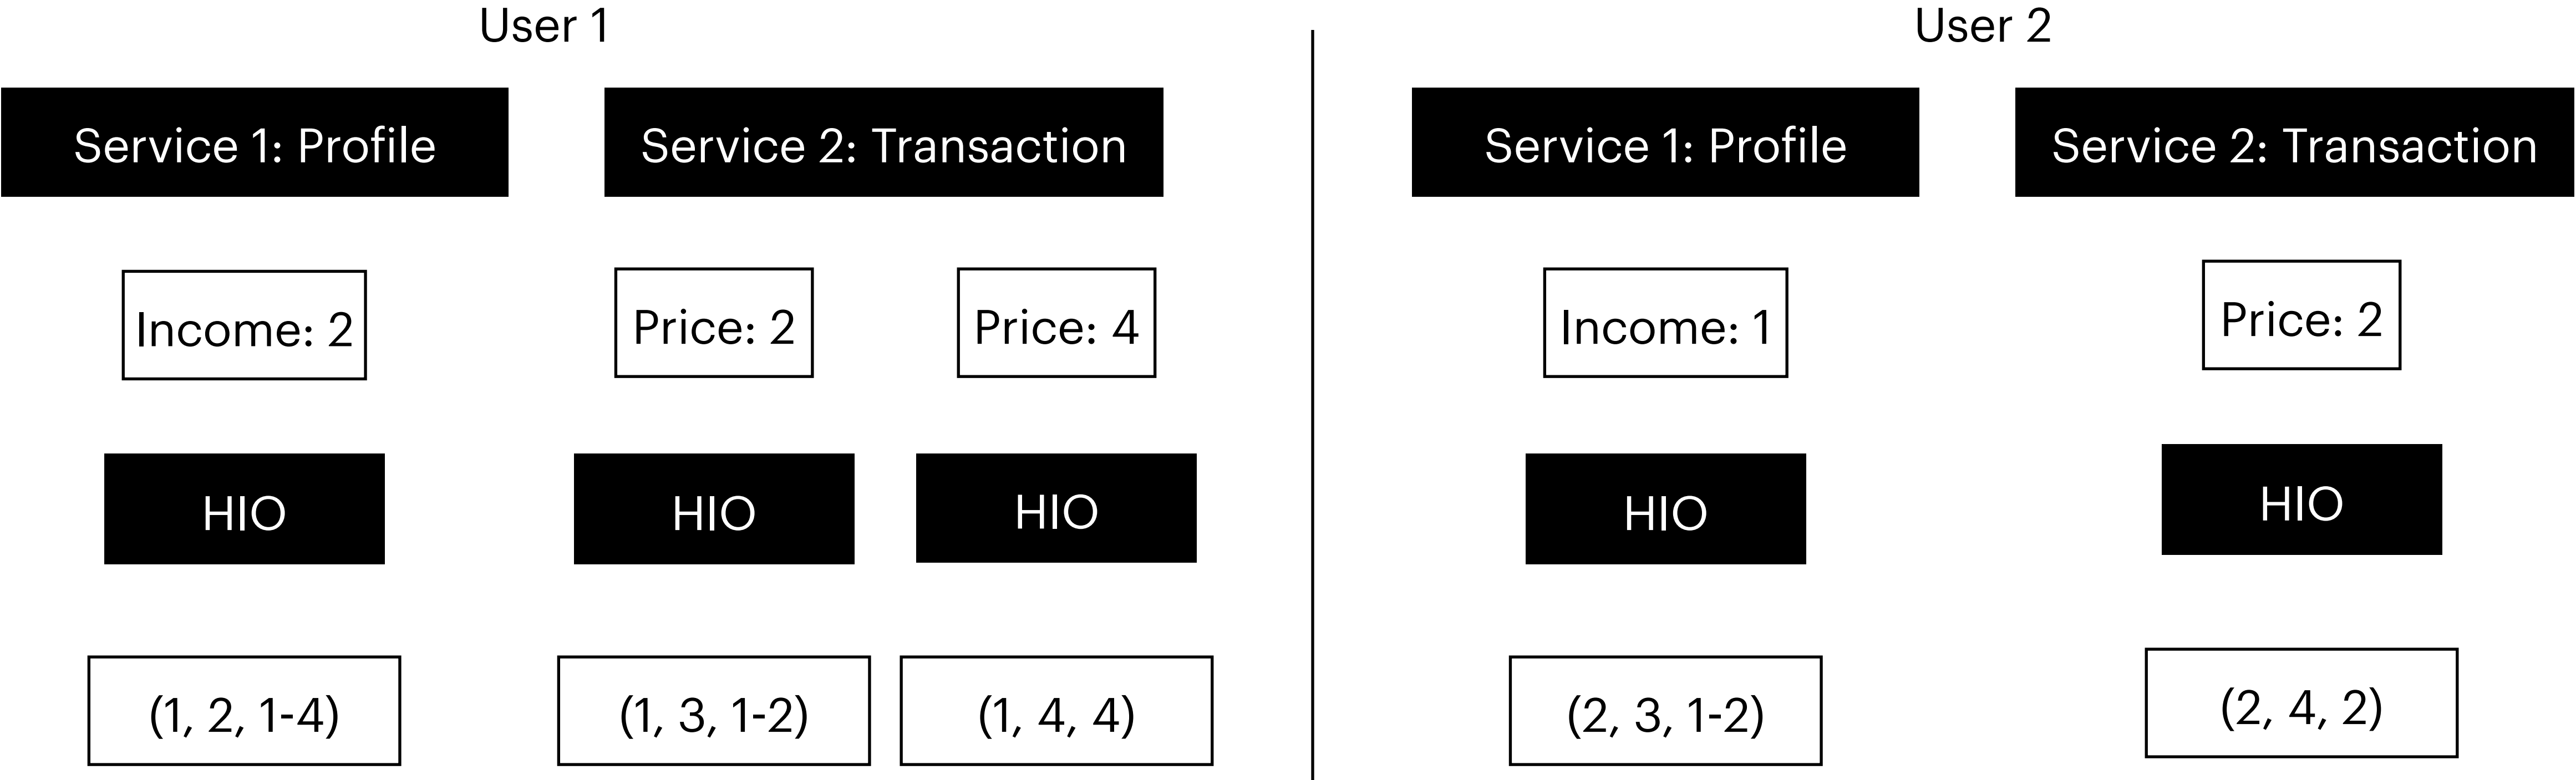 User 1
Service 1: Profile
Service 2: Transaction
Income: 2
Price: 2
Price: 4
HIO
HIO
HIO
(1, 2, 1-4)
(1, 3, 1-2)
(1, 4, 4)
User 2
Service 1: Profile
Service 2: Transaction
Income: 1
Price: 2
HIO
HIO
(2, 3, 1-2)
(2, 4, 2)